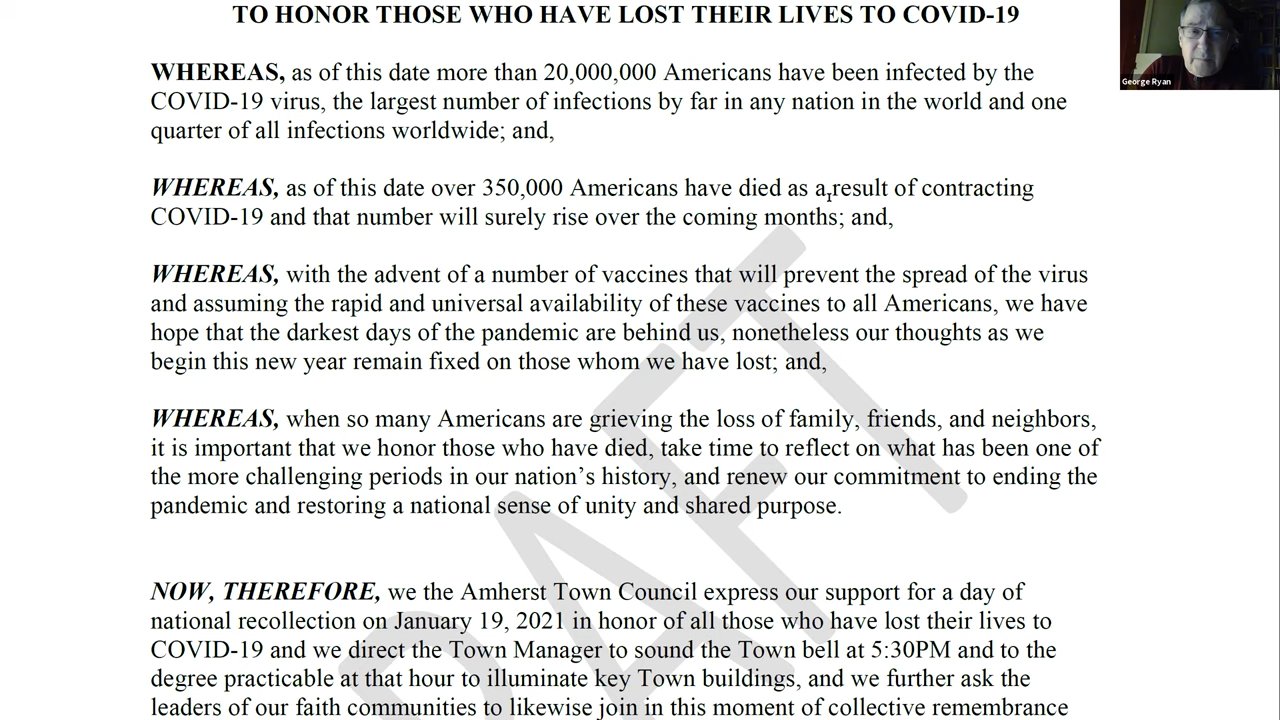 TO HONOR THOSE WHO HAVE LOST THEIR LIVES TO COVID-19
George Ryan
WHEREAS, as of this date more than 20,000,000 Americans have been infected by the
COVID-19 virus, the largest number of infections by far in any nation in the world and one
quarter of all infections worldwide; and,
WHEREAS, as of this date over 350,000 Americans have died as a result of contracting
COVID-19 and that number will surely rise over the coming months; and,
WHEREAS, with the advent of a number of vaccines that will prevent the spread of the virus
and assuming the rapid and universal availability of these vaccines to all Americans, we have
hope that the darkest days of the pandemic are behind us, nonetheless our thoughts as we
begin this new year remain fixed on those whom we have lost; and,
WHEREAS, when so many Americans are grieving the loss of family, friends, and neighbors,
it is important that we honor those who have died, take time to reflect on what has been one of
the more challenging periods in our nation’s history, and renew our commitment to ending the
pandemic and restoring a national sense of unity and shared purpose.
NOW, THEREFORE, we the Amherst Town Council express our support for a day of
national recollection on January 19, 2021 in honor of all those who have lost their lives to
COVID-19 and we direct the Town Manager to sound the Town bell at 5:30PM and to the
degree practicable at that hour to illuminate key Town buildings, and we further ask the
leaders of our faith communities to likewise join in this moment of collective remembrance
DRAFT